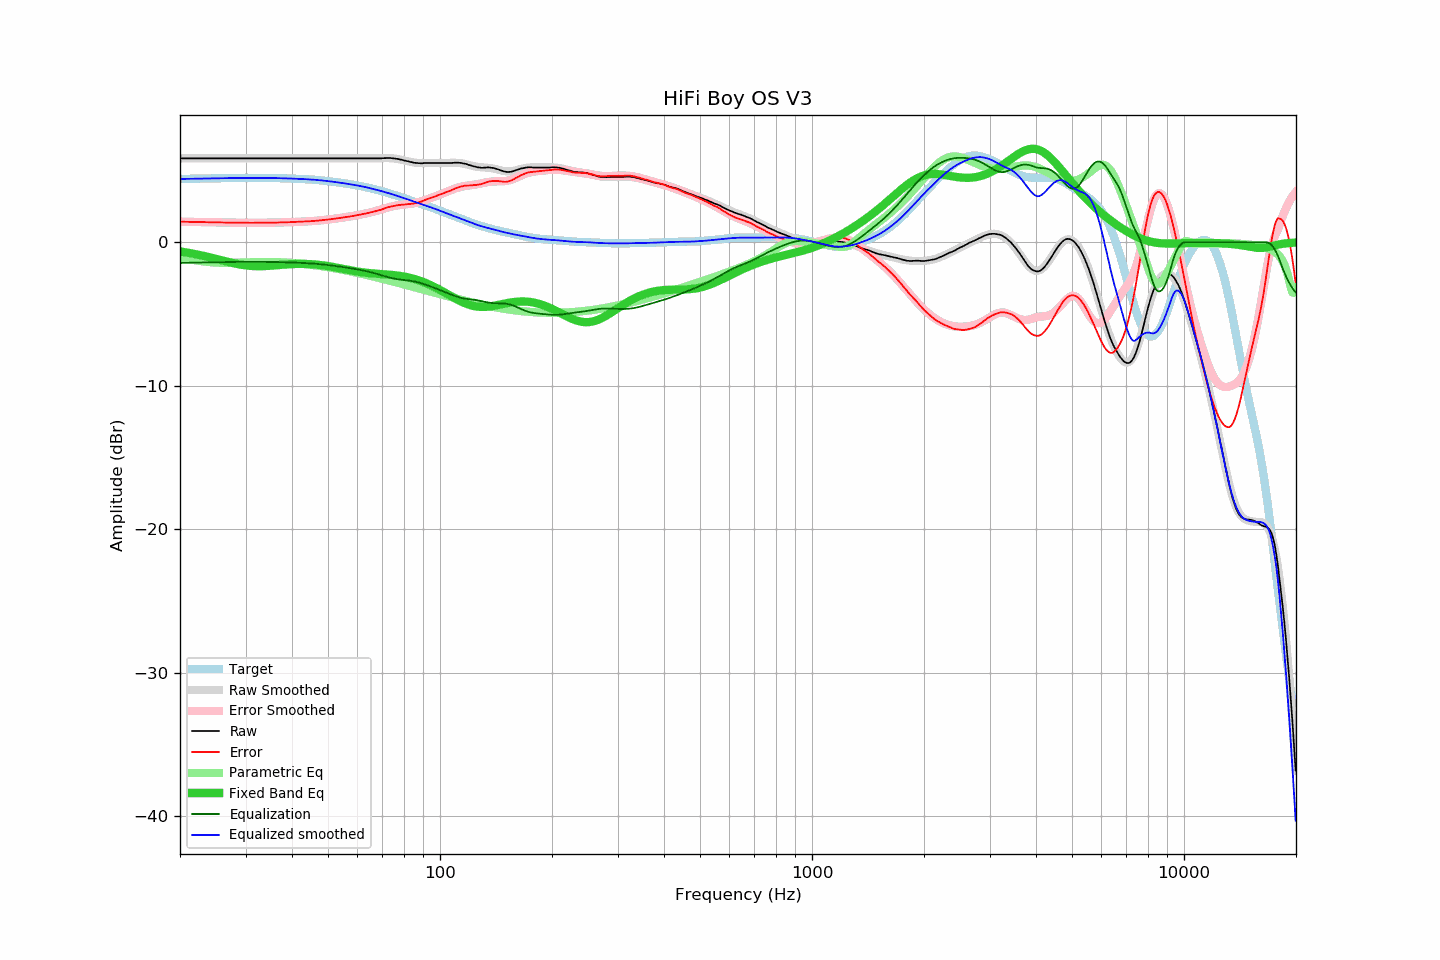 HiFi Boy OS V3
Amplitude (dBr)
0
−10
−20
−30
−40
Target
Raw Smoothed
Error Smoothed
Raw
Error
Parametric Eq
Fixed Band Eq
Equalization
Equalized smoothed
100 1000 10000
Frequency (Hz)